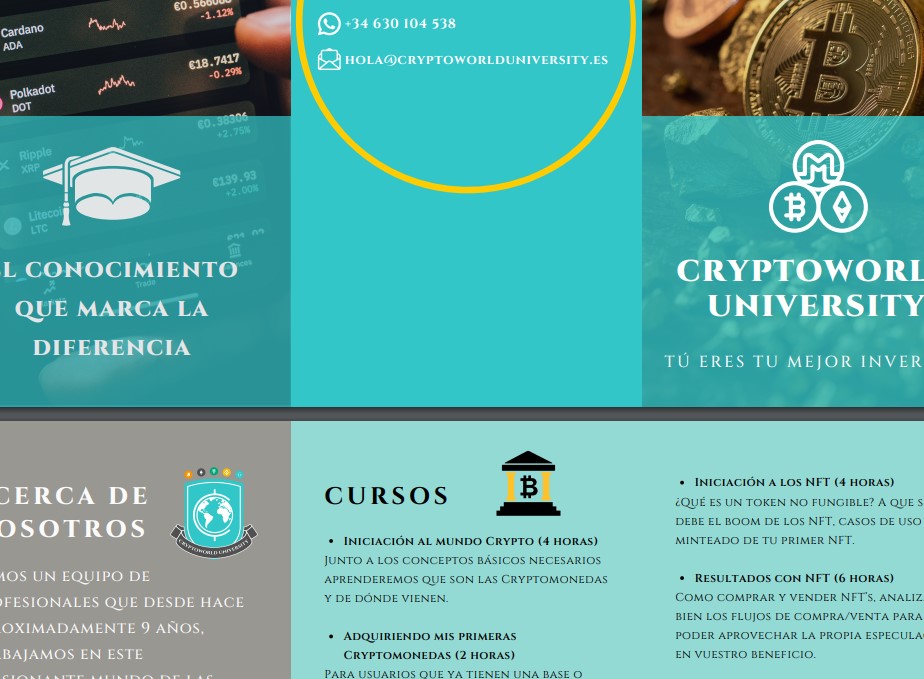 €0.566068
-1.12%
Cardano
ADA
€18.7417
-0.29%
Polkadot
DOT
€0.38306
+2.75%
Ripple
XRP
€139.93
+2.00%
LTC
Trade
L CONOCIMIENTO
QUE MARCA LA
DIFERENCIA
+34 630 104 538
HOLA@CRYPTOWORLDUNIVERSITY.ES
CRYPTOWORL
UNIVERSITY
TÚ ERES TU MEJOR INVER
CERCA DE
OSOTROS
CRYPTOWORLD UNIVERSITY
MOS UN EQUIPO DE
OFESIONALES QUE DESDE HACE
OXIMADAMENTE 9 AÑOS,
ABAJAMOS EN ESTE
SIONANTE MUNDO DE LAS
CURSOS
• Iniciación al mundo Crypto (4 horas)
Junto a los conceptos básicos necesarios
aprenderemos que son las Cryptomonedas
y de dónde vienen.
• Adquiriendo mis primeras
Cryptomonedas (2 horas)
Para usuarios que ya tienen una base o
• Iniciación a los NFT (4 horas)
¿Qué es un token no fungible? A que s
debe el boom de los NFT, casos de uso
minteado de tu primer NFT.
• Resultados con NFT (6 horas)
Como comprar y vender NFT's, analiz
bien los flujos de compra/venta para
poder aprovechar la propia especula
en vuestro beneficio.